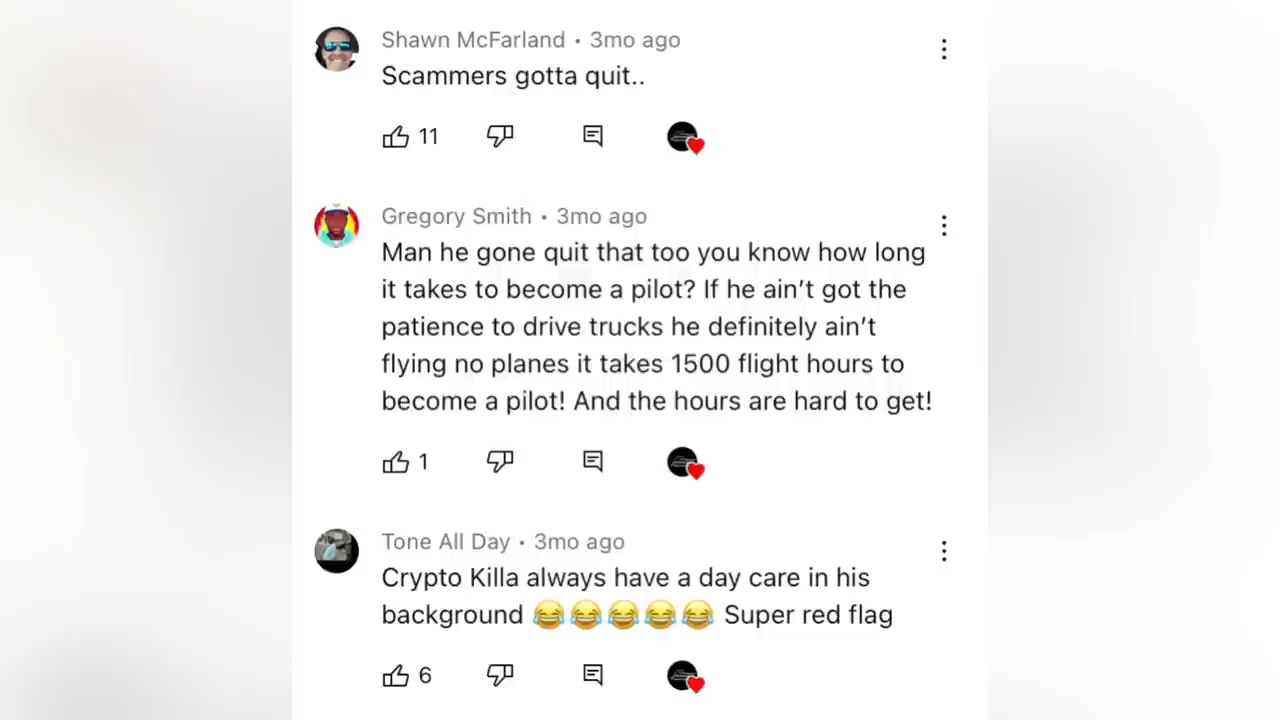 Shawn McFarland • 3mo ago
Scammers gotta quit..
11
Gregory Smith • 3mo ago
Man he gone quit that too you know how long
it takes to become a pilot? If he ain’t got the
patience to drive trucks he definitely ain’t
flying no planes it takes 1500 flight hours to
become a pilot! And the hours are hard to get!
1
Tone All Day • 3mo ago
Crypto Killa always have a day care in his
background 😂😂😂😂😂 Super red flag
6